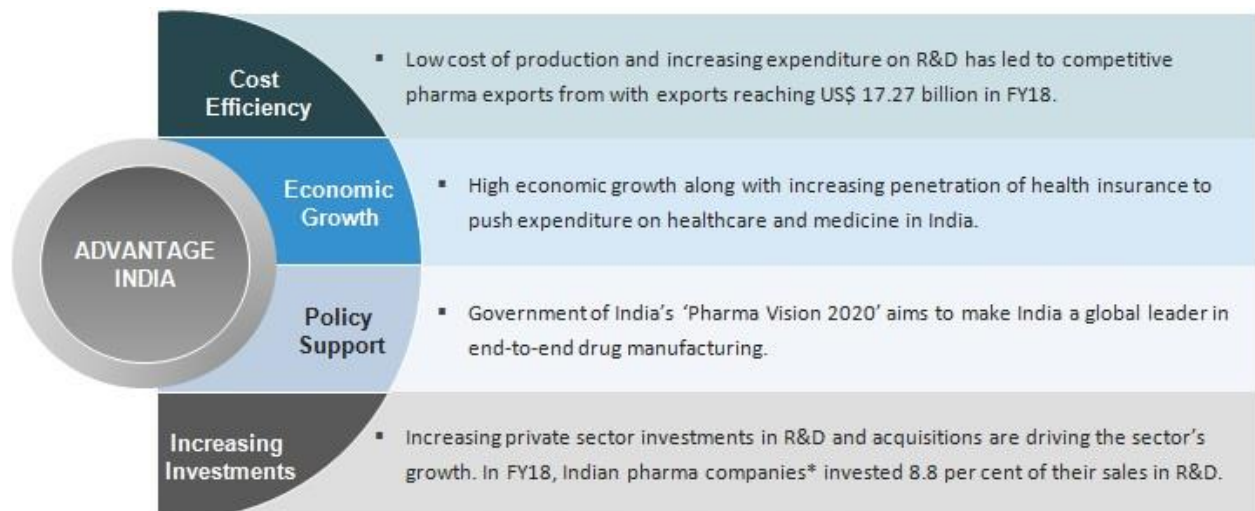 Cost
Efficiency
▪ Low cost of production and increasing expenditure on R&D has led to competitive
pharma exports from with exports reaching US$ 17.27 billion in FY18.
ADVANTAGE
INDIA
Economic
Growth
▪ High economic growth along with increasing penetration of health insurance to
push expenditure on healthcare and medicine in India.
Policy
Support
▪ Government of India's ‘Pharma Vision 2020’ aims to make India a global leader in
end-to-end drug manufacturing.
Increasing
Investments
▪ Increasing private sector investments in R&D and acquisitions are driving the sector's
growth. In FY18, Indian pharma companies* invested 8.8 per cent of their sales in R&D.